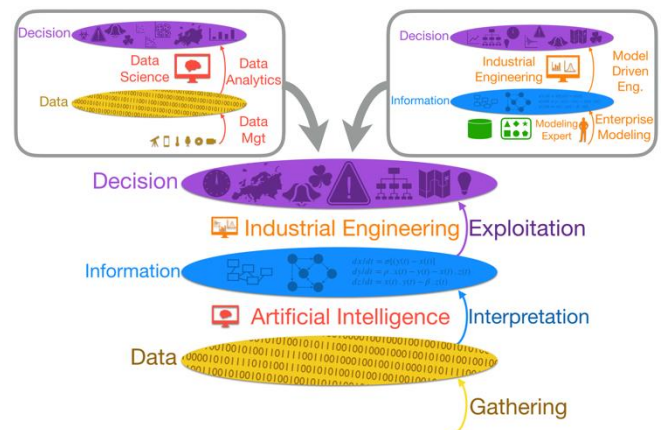 Decision
Data
Science
Data
Analytics
Data
Data
Mgt
Decision
Industrial
Engineering
Model
Driven
Eng.
Information
Modeling
Expert
Enterprise
Modeling
Decision
Industrial Engineering
Exploitation
Information
Artificial Intelligence
Interpretation
Data
Gathering